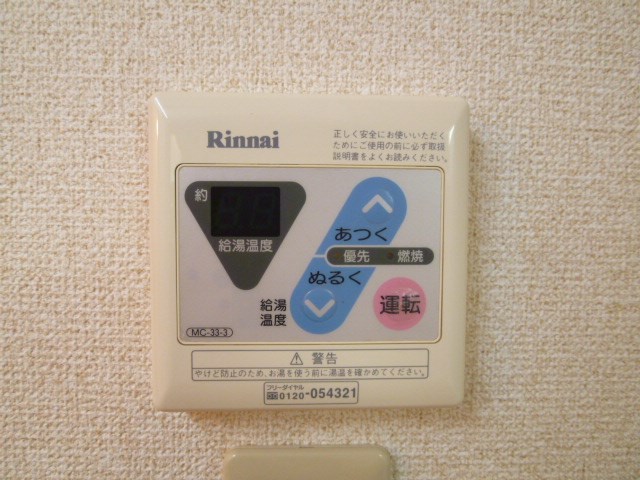 Rinnai
正しく安全にお使いいただく
ためにご使用の前に必ず取扱
説明書をよくお読みください。
約
給湯温度
あつく
優先 燃焼
ぬるく
給湯
温度
運転
MC-33-3
⚠ 警告
やけど防止のため、お湯を使う前に湯温を確かめてください。
フリーダイヤル
0120-054321